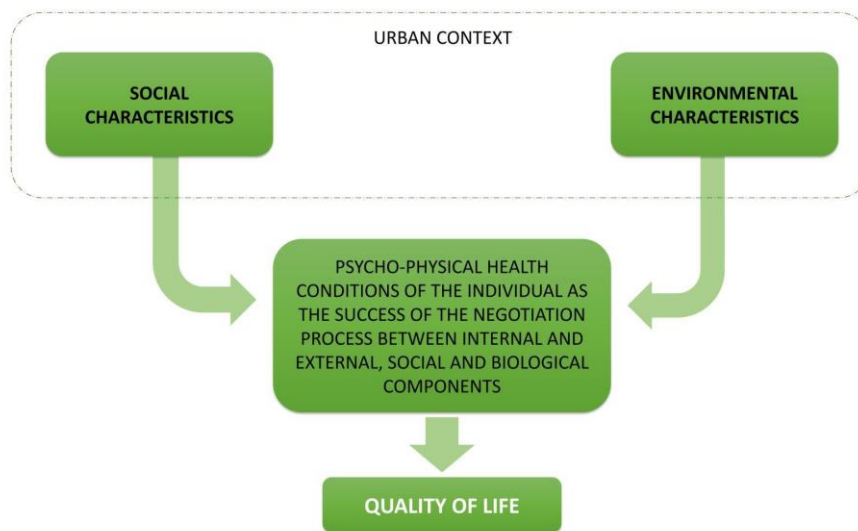 URBAN CONTEXT
SOCIAL
CHARACTERISTICS
ENVIRONMENTAL
CHARACTERISTICS
PSYCHO-PHYSICAL HEALTH
CONDITIONS OF THE INDIVIDUAL AS
THE SUCCESS OF THE NEGOTIATION
PROCESS BETWEEN INTERNAL AND
EXTERNAL, SOCIAL AND BIOLOGICAL
COMPONENTS
QUALITY OF LIFE